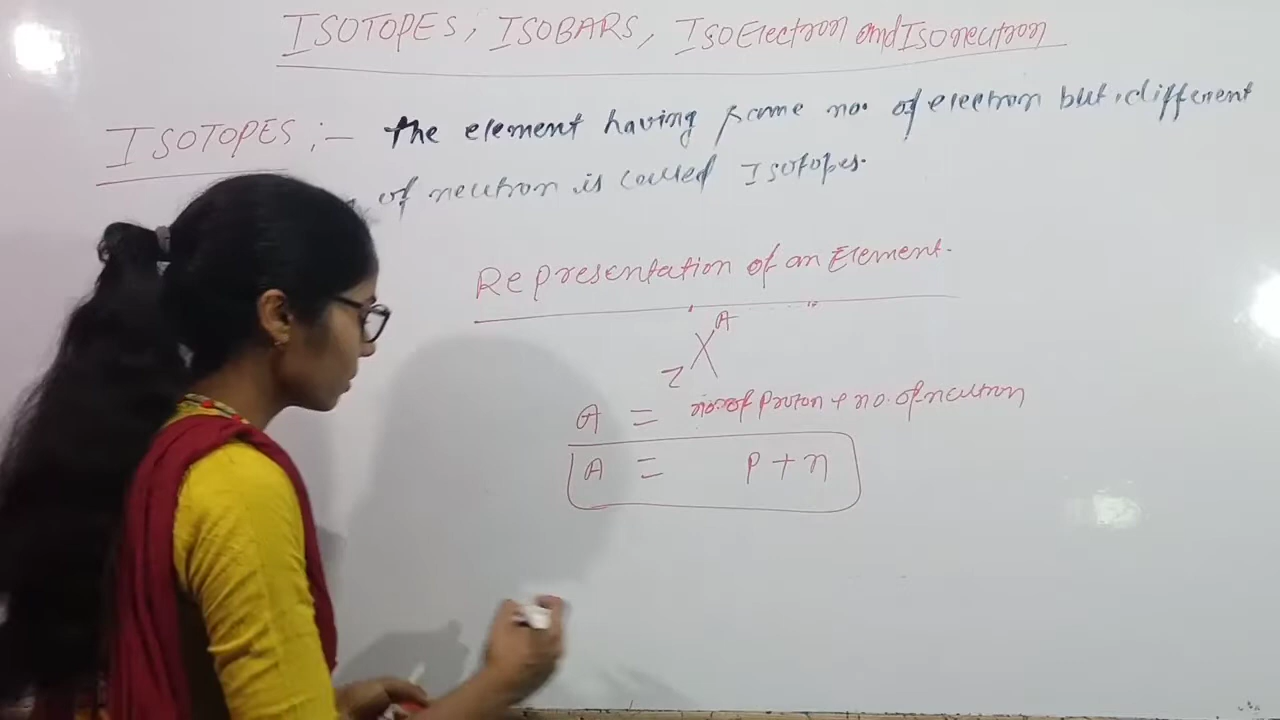 ISOTOPES, ISOBARS, IsoElectron and Isoneutron
ISOTOPES :- The element having same no. of electron but different
of neutron is called Isotopes.
Representation of an Element.
A
X
Z
A = no. of proton + no. of neutron
A = P + n